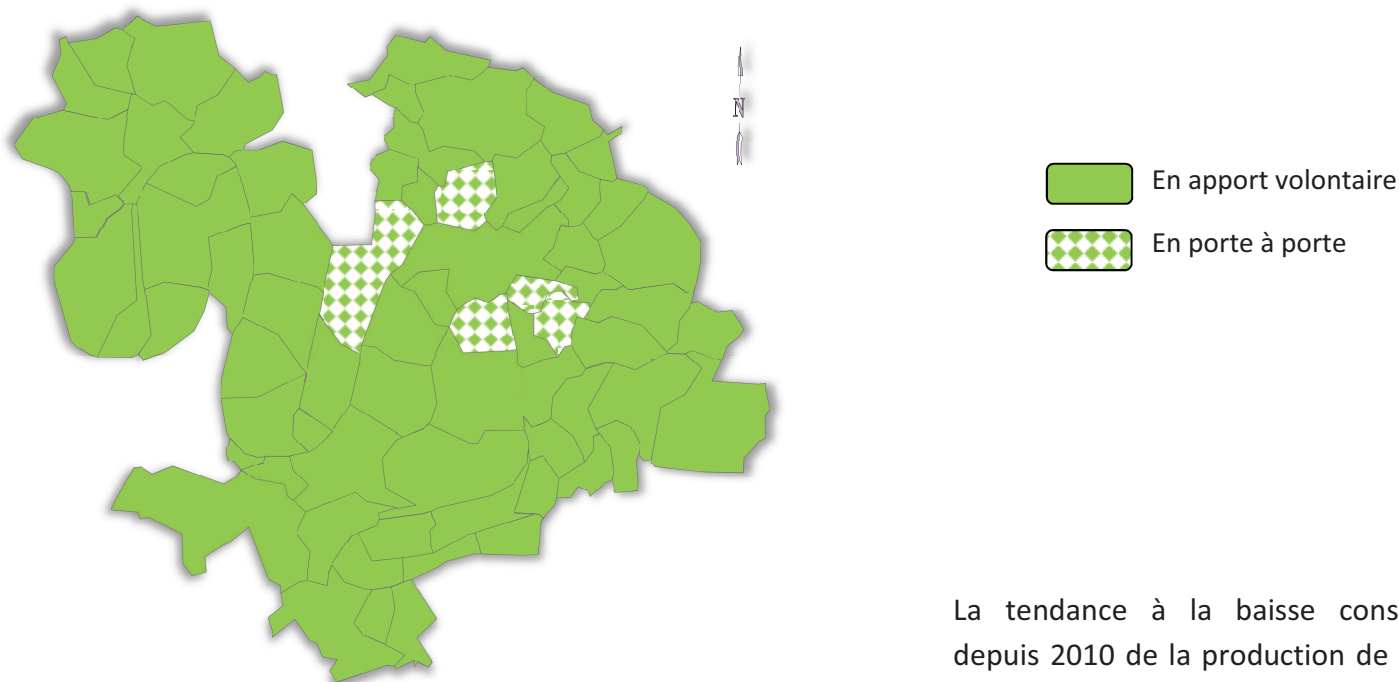 N
En apport volontaire
En porte à porte
La tendance à la baisse cons
depuis 2010 de la production de